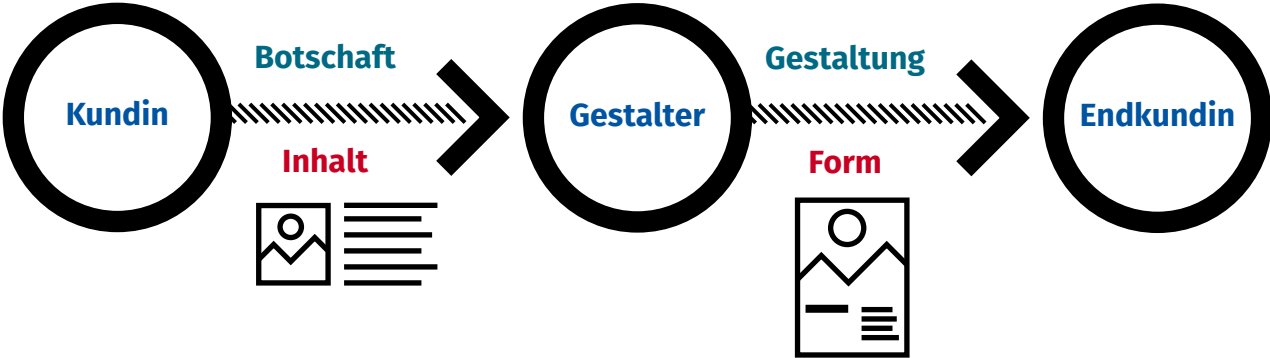 Botschaft
Gestaltung
Kundin
Gestalter
Endkundin
Inhalt
Form